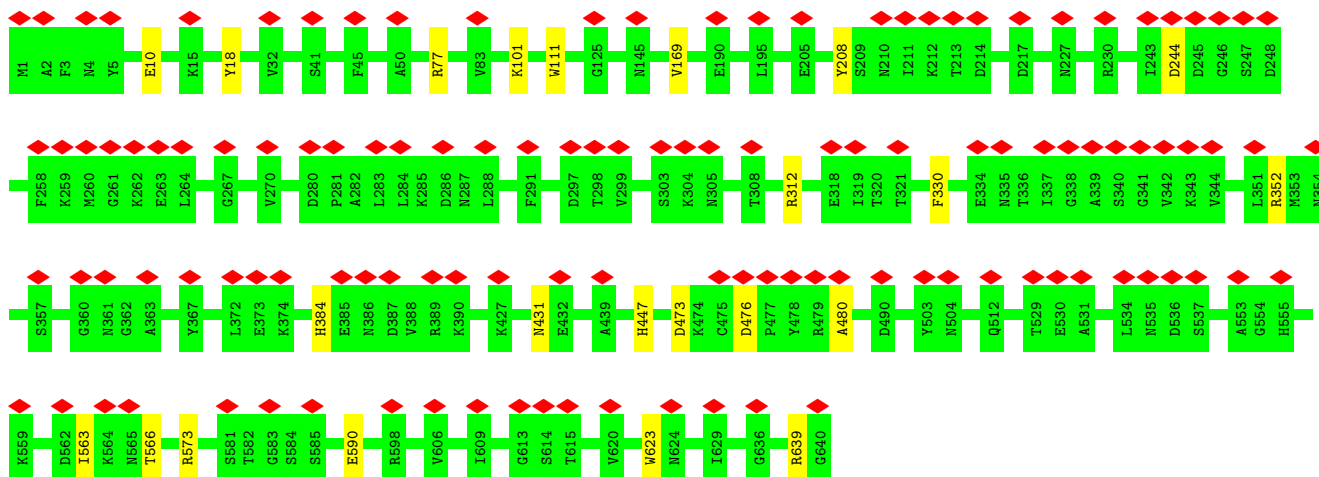 M1 A2 F3 N4 Y5 E10 K15 Y18 V32 S41 F45 A50 R77 V83 K101 W111 G125 N145 V169 E190 L195 E205 Y208 S209 N210 I211 K212 T213 D214 D217 N227 R230 I243 D244 D245 G246 S247 D248
F258 K259 M260 G261 K262 E263 L264 G267 V270 D280 P281 A282 L283 L284 K285 D286 N287 L288 F291 D297 T298 V299 S303 K304 N305 T308 R312 E318 I319 T320 T321 F330 E334 N335 T336 I337 G338 A339 S340 G341 V342 K343 V344 L351 R352 M353 N354
S357 G360 N361 G362 A363 Y367 L372 E373 K374 H384 E385 N386 D387 V388 R389 K390 K427 N431 E432 A439 H447 D473 K474 C475 D476 P477 Y478 R479 A480 D490 Y503 N504 Q512 T529 E530 A531 L534 N535 D536 S537 A553 G554 H555
K559 D562 I563 K564 N565 T566 R573 S581 T582 G583 S584 S585 E590 R598 V606 I609 G613 S614 T615 V620 W623 N624 I629 G636 R639 G640